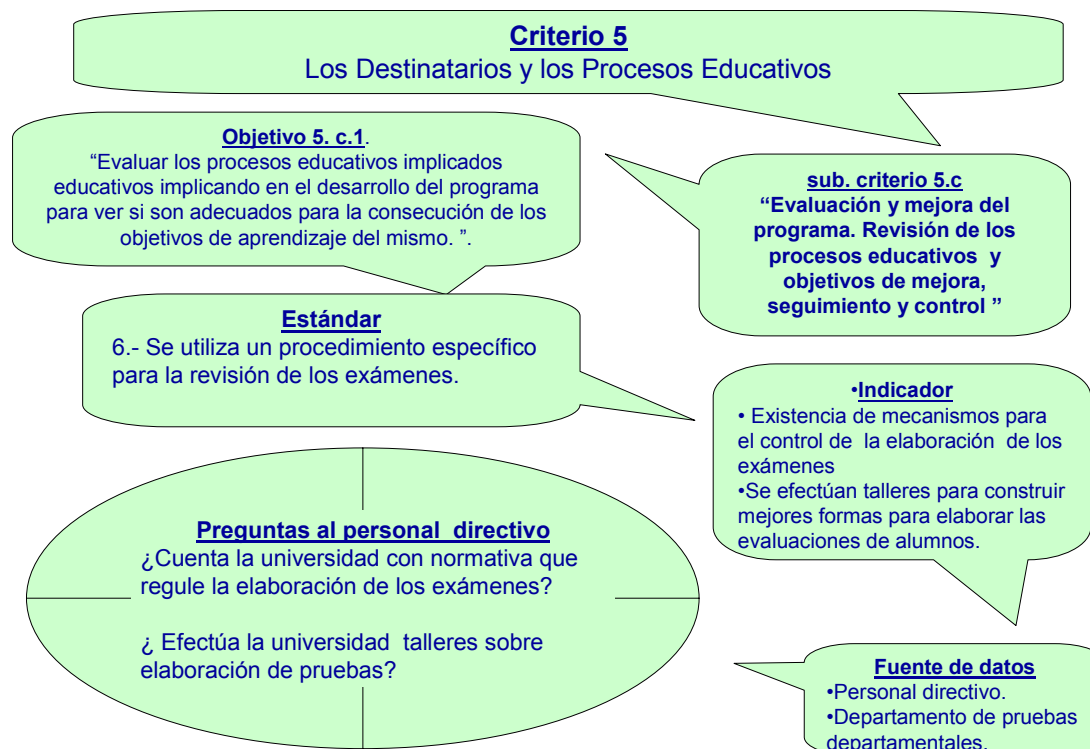 Criterio 5
Los Destinatarios y los Procesos Educativos
Objetivo 5. c.1.
“Evaluar los procesos educativos implicados
educativos implicando en el desarrollo del programa
para ver si son adecuados para la consecución de los
objetivos de aprendizaje del mismo. ”.
sub. criterio 5.c
“Evaluación y mejora del
programa. Revisión de los
procesos educativos y
objetivos de mejora,
seguimiento y control ”
Estándar
6.- Se utiliza un procedimiento específico
para la revisión de los exámenes.
•Indicador
• Existencia de mecanismos para
el control de la elaboración de los
exámenes
•Se efectúan talleres para construir
mejores formas para elaborar las
evaluaciones de alumnos.
Preguntas al personal directivo
¿Cuenta la universidad con normativa que
regule la elaboración de los exámenes?
¿ Efectúa la universidad talleres sobre
elaboración de pruebas?
Fuente de datos
•Personal directivo.
•Departamento de pruebas
departamentales.